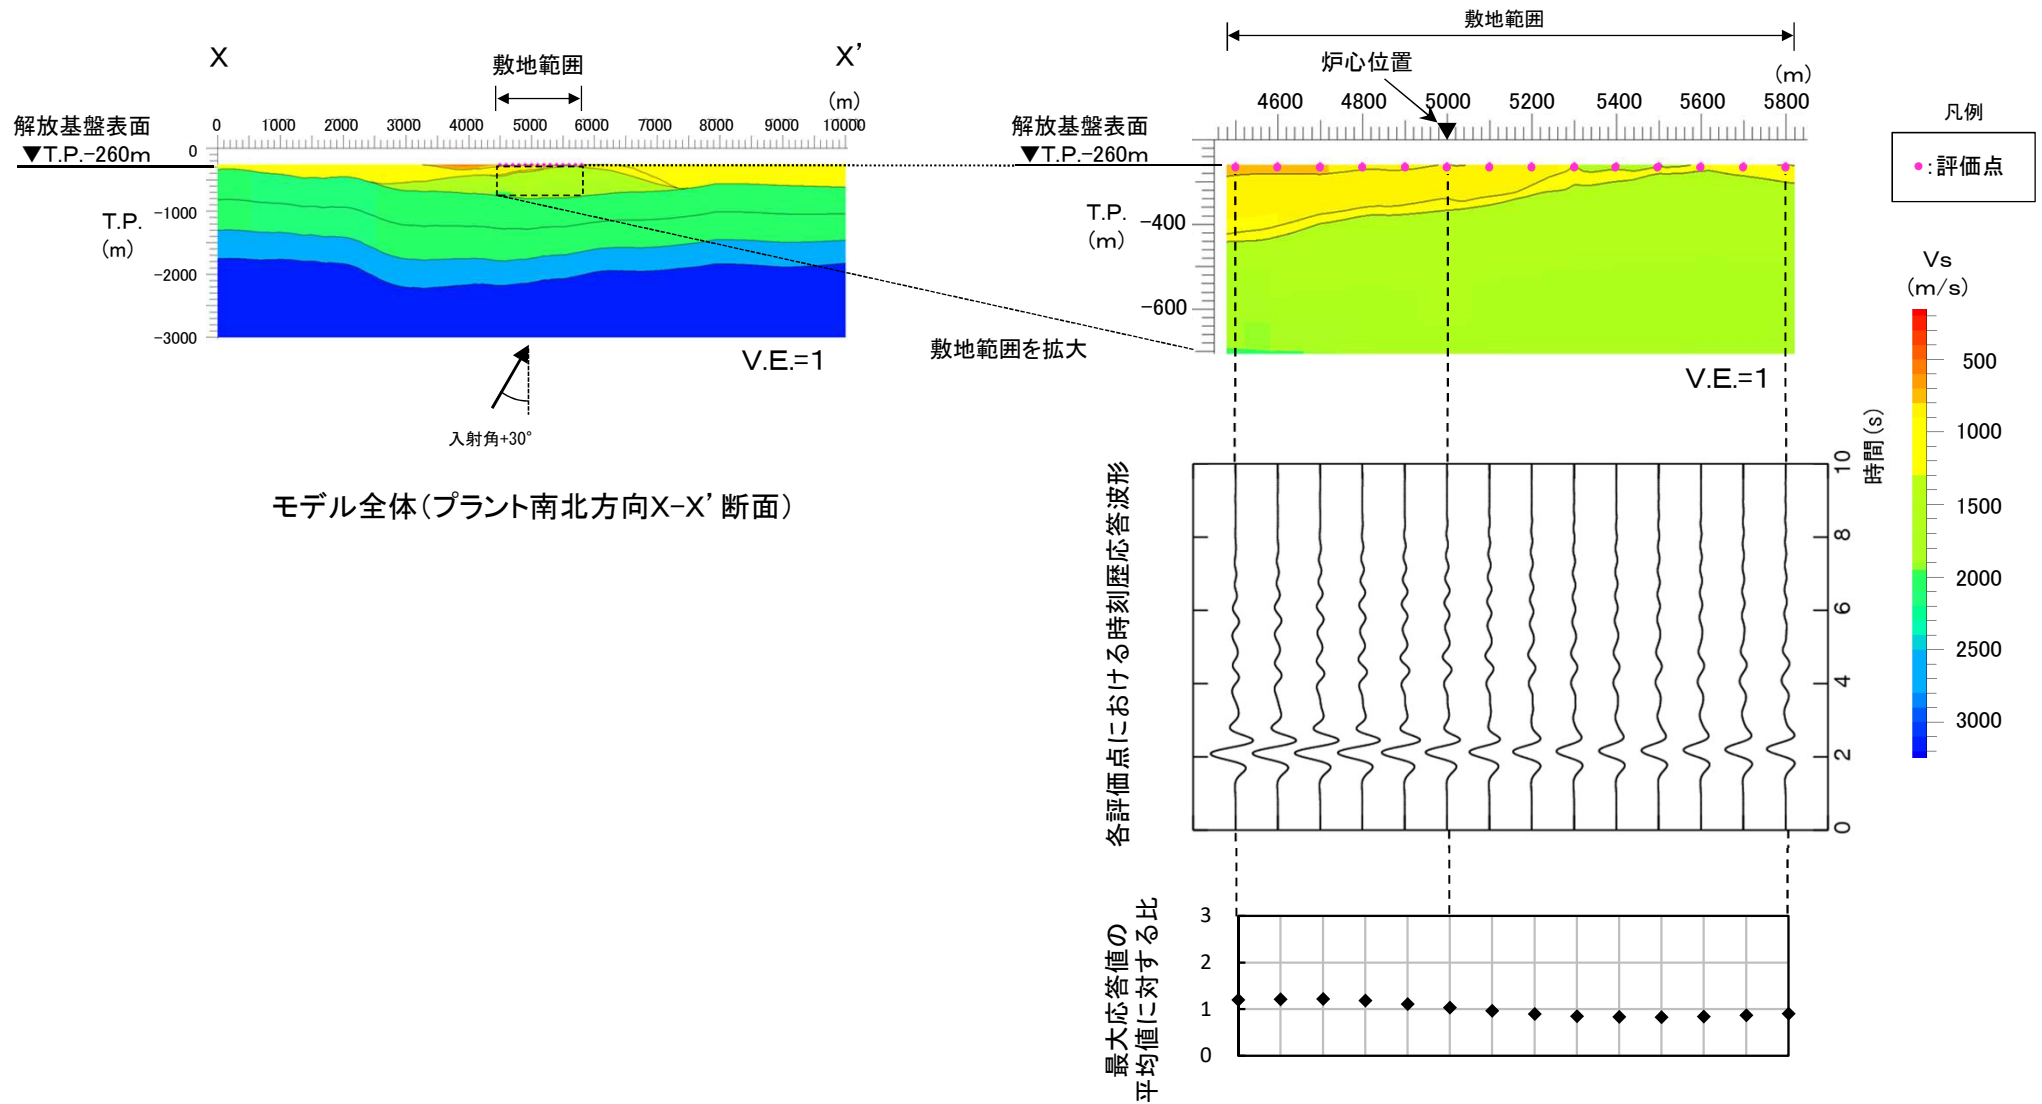 X
X’
敷地範囲
(m)
0 1000 2000 3000 4000 5000 6000 7000 8000 9000 10000
解放基盤表面
▼T.P.-260m
0
-1000
-2000
-3000
T.P.
(m)
V.E.=1
入射角+30°
モデル全体(プラント南北方向X-X’断面)
敷地範囲
炉心位置
(m)
4600 4800 5000 5200 5400 5600 5800
解放基盤表面
▼T.P.-260m
T.P.
(m)
-400
-600
敷地範囲を拡大
V.E.=1
凡例
:評価点
Vs
(m/s)
500
1000
1500
2000
2500
3000
各評価点における時刻歴応答波形
時間(s)
10
8
6
4
2
0
最大応答値の
平均値に対する比
3
2
1
0